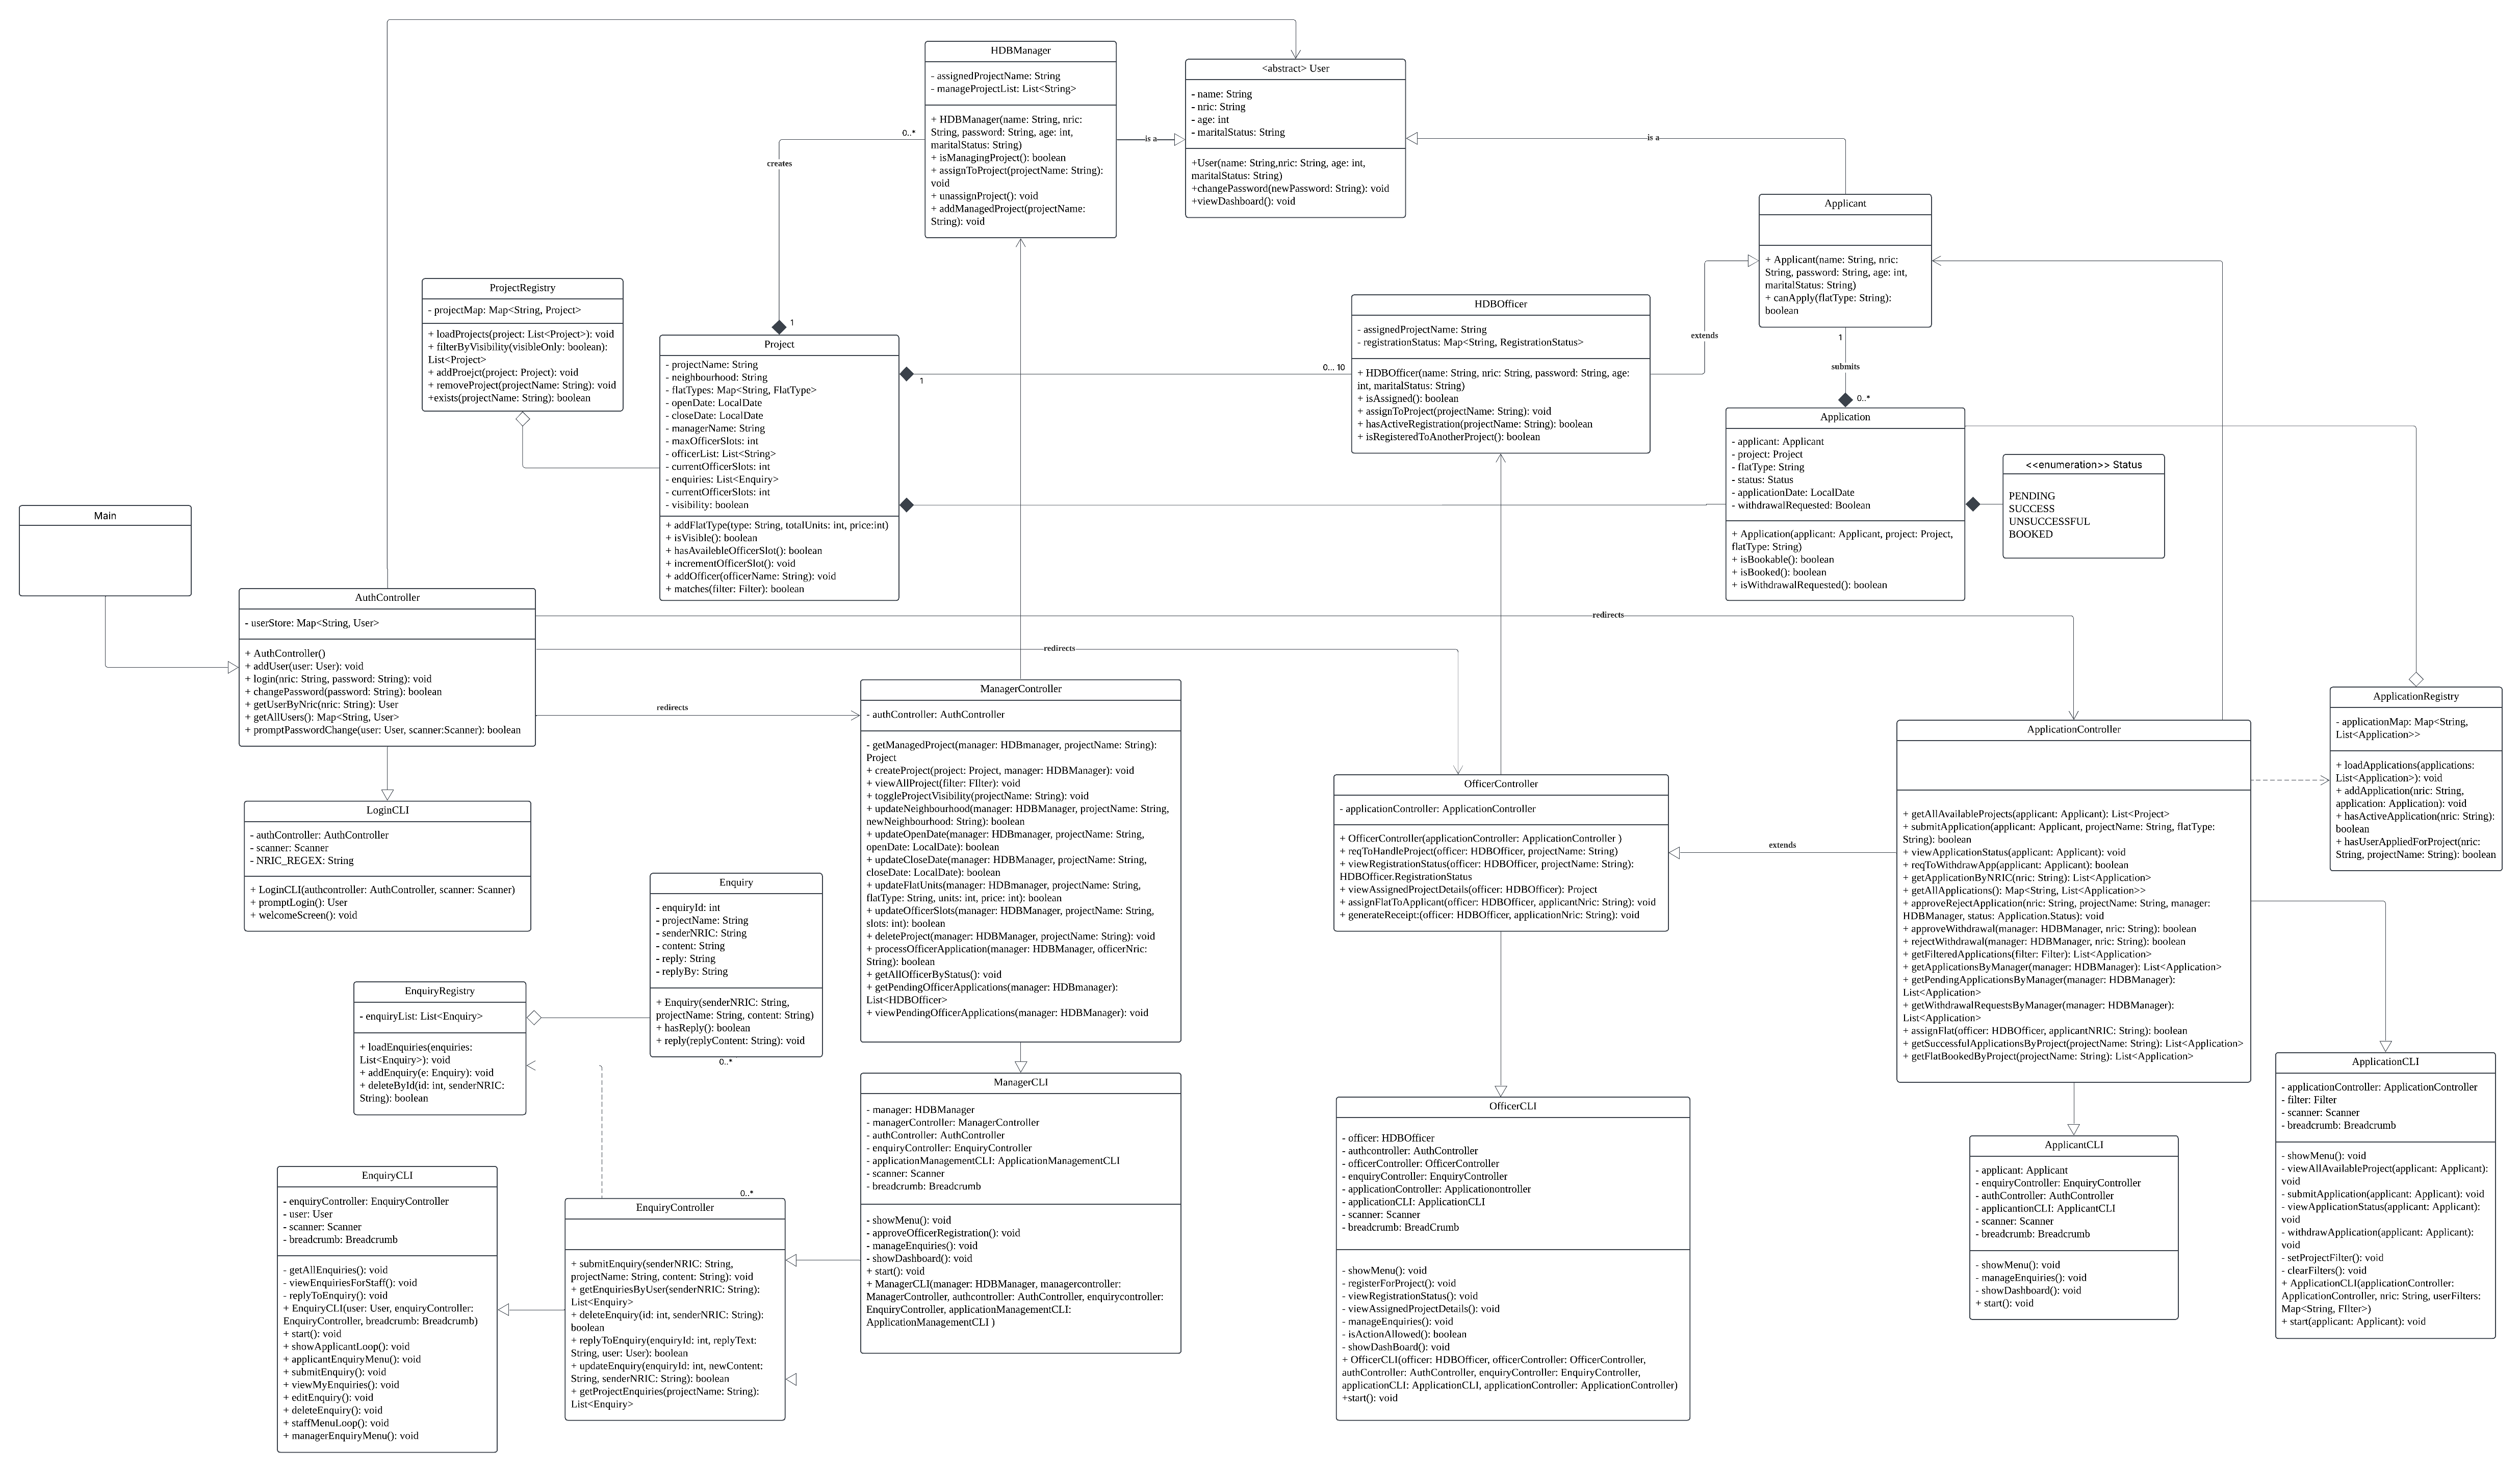 HDBManager
- assignedProjectName: String
- manageProjectList: List<String>
+ HDBManager(name: String, nric:
String, password: String, age: int,
maritalStatus: String)
+ isManagingProject(): boolean
+ assignToProject(projectName: String):
void
+ unassignProject(): void
+ addManagedProject(projectName:
String): void
<abstract> User
- name: String
- nric: String
- age: int
- maritalStatus: String
+User(name: String,nric: String, age: int,
maritalStatus: String)
+changePassword(newPassword: String): void
+viewDashboard(): void
0..*
is a
is a
creates
1
Applicant
+ Applicant(name: String, nric:
String, password: String, age: int,
maritalStatus: String)
+ canApply(flatType: String):
boolean
1
submits
0..*
ProjectRegistry
- projectMap: Map<String, Project>
+ loadProjects(project: List<Project>): void
+ filterByVisibility(visibleOnly: boolean):
List<Project>
+ addProejct(project: Project): void
+ removeProject(projectName: String): void
+exists(projectName: String): boolean
Project
- projectName: String
- neighbourhood: String
- flatTypes: Map<String, FlatType>
- openDate: LocalDate
- closeDate: LocalDate
- managerName: String
- maxOfficerSlots: int
- officerList: List<String>
- currentOfficerSlots: int
- enquiries: List<Enquiry>
- currentOfficerSlots: int
- visibility: boolean
+ addFlatType(type: String, totalUnits: int, price:int)
+ isVisible(): boolean
+ hasAvailebleOfficerSlot(): boolean
+ incrementOfficerSlot(): void
+ addOfficer(officerName: String): void
+ matches(filter: Filter): boolean
1
0... 10
HDBOfficer
- assignedProjectName: String
- registrationStatus: Map<String, RegistrationStatus>
+ HDBOfficer(name: String, nric: String, password: String, age:
int, maritalStatus: String)
+ isAssigned(): boolean
+ assignToProject(projectName: String): void
+ hasActiveRegistration(projectName: String): boolean
+ isRegisteredToAnotherProject(): boolean
extends
Application
- applicant: Applicant
- project: Project
- flatType: String
- status: Status
- applicationDate: LocalDate
- withdrawalRequested: Boolean
+ Application(applicant: Applicant, project: Project,
flatType: String)
+ isBookable(): boolean
+ isBooked(): boolean
+ isWithdrawalRequested(): boolean
<<enumeration>> Status
PENDING
SUCCESS
UNSUCCESSFUL
BOOKED
Main
AuthController
- userStore: Map<String, User>
+ AuthController()
+ addUser(user: User): void
+ login(nric: String, password: String): void
+ changePassword(password: String): boolean
+ getUserByNric(nric: String): User
+ getAllUsers(): Map<String, User>
+ promptPasswordChange(user: User, scanner:Scanner): boolean
redirects
redirects
redirects
LoginCLI
- authController: AuthController
- scanner: Scanner
- NRIC_REGEX: String
+ LoginCLI(authcontroller: AuthController, scanner: Scanner)
+ promptLogin(): User
+ welcomeScreen(): void
ManagerController
- authController: AuthController
- getManagedProject(manager: HDBmanager, projectName: String):
Project
+ createProject(project: Project, manager: HDBManager): void
+ viewAllProject(filter: FIlter): void
+ toggleProjectVisibility(projectName: String): void
+ updateNeighbourhood(manager: HDBManager, projectName: String,
newNeighbourhood: String): boolean
+ updateOpenDate(manager: HDBmanager, projectName: String,
openDate: LocalDate): boolean
+ updateCloseDate(manager: HDBManager, projectName: String,
closeDate: LocalDate): boolean
+ updateFlatUnits(manager: HDBmanager, projectName: String,
flatType: String, units: int, price: int): boolean
+ updateOfficerSlots(manager: HDBManager, projectName: String,
slots: int): boolean
+ deleteProject(manager: HDBManager, projectName: String): void
+ processOfficerApplication(manager: HDBManager, officerNric:
String): boolean
+ getAllOfficerByStatus(): void
+ getPendingOfficerApplications(manager: HDBmanager):
List<HDBOfficer>
+ viewPendingOfficerApplications(manager: HDBManager): void
OfficerController
- applicationController: ApplicationController
+ OfficerController(applicationController: ApplicationController )
+ reqToHandleProject(officer: HDBOfficer, projectName: String)
+ viewRegistrationStatus(officer: HDBOfficer, projectName: String):
HDBOfficer.RegistrationStatus
+ viewAssignedProjectDetails(officer: HDBOfficer): Project
+ assignFlatToApplicant(officer: HDBOfficer, applicantNric: String): void
+ generateReceipt:(officer: HDBOfficer, applicationNric: String): void
extends
ApplicationController
+ getAllAvailableProjects(applicant: Applicant): List<Project>
+ submitApplication(applicant: Applicant, projectName: String, flatType:
String): boolean
+ viewApplicationStatus(applicant: Applicant): void
+ reqToWithdrawApp(applicant: Applicant): boolean
+ getApplicationByNRIC(nric: String): List<Application>
+ getAllApplications(): Map<String, List<Application>>
+ approveRejectApplication(nric: String, projectName: String, manager:
HDBManager, status: Application.Status): void
+ approveWithdrawal(manager: HDBManager, nric: String): boolean
+ rejectWithdrawal(manager: HDBManager, nric: String): boolean
+ getFilteredApplications(filter: Filter): List<Application>
+ getApplicationsByManager(manager: HDBManager): List<Application>
+ getPendingApplicationsByManager(manager: HDBManager):
List<Application>
+ getWithdrawalRequestsByManager(manager: HDBManager):
List<Application>
+ assignFlat(officer: HDBOfficer, applicantNRIC: String): boolean
+ getSuccessfulApplicationsByProject(projectName: String): List<Application>
+ getFlatBookedByProject(projectName: String): List<Application>
ApplicationRegistry
- applicationMap: Map<String,
List<Application>>
+ loadApplications(applications:
List<Application>): void
+ addApplication(nric: String,
application: Application): void
+ hasActiveApplication(nric: String):
boolean
+ hasUserAppliedForProject(nric:
String, projectName: String): boolean
Enquiry
- enquiryId: int
- projectName: String
- senderNRIC: String
- content: String
- reply: String
- replyBy: String
+ Enquiry(senderNRIC: String,
projectName: String, content: String)
+ hasReply(): boolean
+ reply(replyContent: String): void
0..*
EnquiryRegistry
- enquiryList: List<Enquiry>
+ loadEnquiries(enquiries:
List<Enquiry>): void
+ addEnquiry(e: Enquiry): void
+ deleteById(id: int, senderNRIC:
String): boolean
EnquiryCLI
- enquiryController: EnquiryController
- user: User
- scanner: Scanner
- breadcrumb: Breadcrumb
- getAllEnquiries(): void
- viewEnquiriesForStaff(): void
- replyToEnquiry(): void
+ EnquiryCLI(user: User, enquiryController:
EnquiryController, breadcrumb: Breadcrumb)
+ start(): void
+ showApplicantLoop(): void
+ applicantEnquiryMenu(): void
+ submitEnquiry(): void
+ viewMyEnquiries(): void
+ editEnquiry(): void
+ deleteEnquiry(): void
+ staffMenuLoop(): void
+ managerEnquiryMenu(): void
0..*
EnquiryController
+ submitEnquiry(senderNRIC: String,
projectName: String, content: String): void
+ getEnquiriesByUser(senderNRIC: String):
List<Enquiry>
+ deleteEnquiry(id: int, senderNRIC: String):
boolean
+ replyToEnquiry(enquiryId: int, replyText:
String, user: User): boolean
+ updateEnquiry(enquiryId: int, newContent:
String, senderNRIC: String): boolean
+ getProjectEnquiries(projectName: String):
List<Enquiry>
ManagerCLI
- manager: HDBManager
- managerController: ManagerController
- authController: AuthController
- enquiryController: EnquiryController
- applicationManagementCLI: ApplicationManagementCLI
- scanner: Scanner
- breadcrumb: Breadcrumb
- showMenu(): void
- approveOfficerRegistration(): void
- manageEnquiries(): void
- showDashboard(): void
+ start(): void
+ ManagerCLI(manager: HDBManager, managercontroller:
ManagerController, authcontroller: AuthController, enquirycontroller:
EnquiryController, applicationManagementCLI:
ApplicationManagementCLI )
OfficerCLI
- officer: HDBOfficer
- authcontroller: AuthController
- officerController: OfficerController
- enquiryController: EnquiryController
- applicationController: Applicationontroller
- applicationCLI: ApplicationCLI
- scanner: Scanner
- breadcrumb: BreadCrumb
- showMenu(): void
- registerForProject(): void
- viewRegistrationStatus(): void
- viewAssignedProjectDetails(): void
- manageEnquiries(): void
- isActionAllowed(): boolean
- showDashBoard(): void
+ OfficerCLI(officer: HDBOfficer, officerController: OfficerController,
authController: AuthController, enquiryController: EnquiryController,
applicationCLI: ApplicationCLI, applicationController: ApplicationController)
+start(): void
ApplicantCLI
- applicant: Applicant
- enquiryController: EnquiryController
- authController: AuthController
- applicantionCLI: ApplicantCLI
- scanner: Scanner
- breadcrumb: Breadcrumb
- showMenu(): void
- manageEnquiries(): void
- showDashboard(): void
+ start(): void
ApplicationCLI
- applicationController: ApplicationController
- filter: Filter
- scanner: Scanner
- breadcrumb: Breadcrumb
- showMenu(): void
- viewAllAvailableProject(applicant: Applicant):
void
- submitApplication(applicant: Applicant): void
- viewApplicationStatus(applicant: Applicant):
void
- withdrawApplication(applicant: Applicant):
void
- setProjectFilter(): void
- clearFilters(): void
+ ApplicationCLI(applicationController:
ApplicationController, nric: String, userFilters:
Map<String, FIlter>)
+ start(applicant: Applicant): void